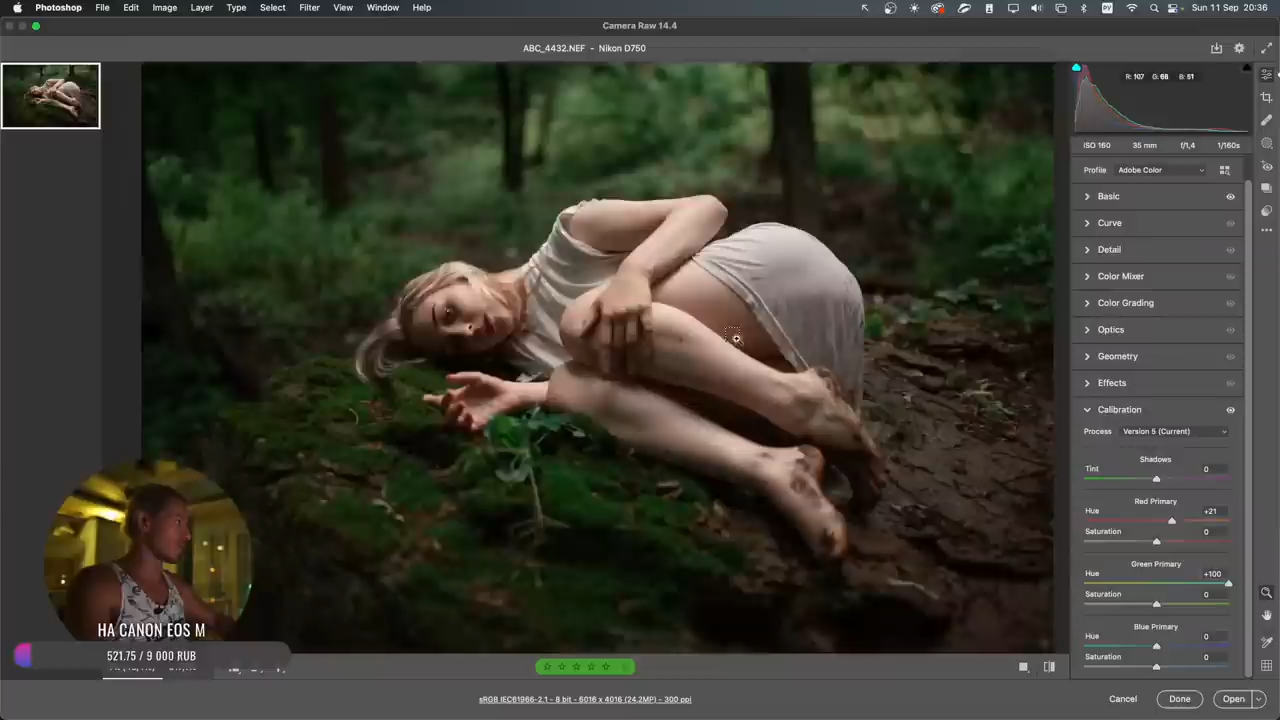 Photoshop File Edit Image Layer Type Select Filter View Window Help
РУ
Sun 11 Sep 20:36
Camera Raw 14.4
ABC_4432.NEF - Nikon D750
R: 107 G: 68 B: 51
ISO 160 35 mm f/1,4 1/160s
Profile Adobe Color
Basic
Curve
Detail
Color Mixer
Color Grading
Optics
Geometry
Effects
Calibration
Process Version 5 (Current)
Shadows
Tint 0
Red Primary
Hue +21
Saturation 0
Green Primary
Hue +100
Saturation 0
Blue Primary
Hue 0
Saturation 0
НА CANON EOS M
521.75 / 9 000 RUB
sRGB IEC61966-2.1 - 8 bit - 6016 x 4016 (24,2MP) - 300 ppi
Cancel Done Open